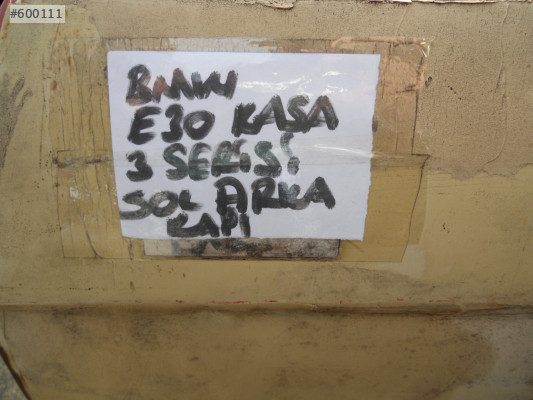 #600111
BMW
E30 KASA
3 SERİSİ
SOL ARKA
KAPI